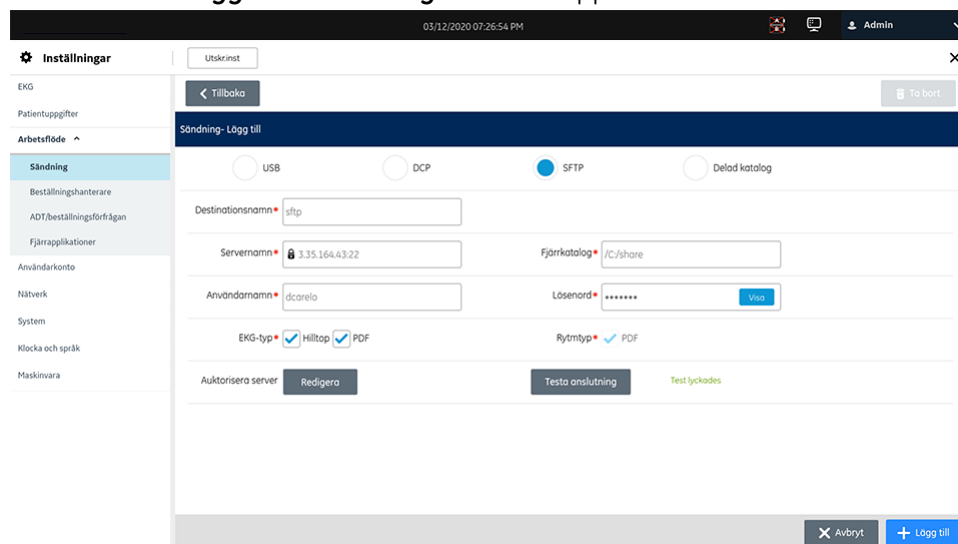 03/12/2020 07:26:54 PM
Admin
Inställningar
Utskr.inst
EKG
Patientuppgifter
Arbetsflöde
Sändning
Beställningshanterare
ADT/beställningsförfrågan
Fjärrapplikationer
Användarkonto
Nätverk
System
Klocka och språk
Maskinvara
Tillbaka
Ta bort
Sändning- Lägg till
USB DCP SFTP Delad katalog
Destinationsnamn* sftp
Servernamn* 3.35.164.43:22 Fjärrkatalog* /C:/share
Användarnamn* dcarelo Lösenord* ••••••• Visa
EKG-typ* Hilltop PDF Rytmtyp* PDF
Auktorisera server Redigera Testa anslutning Test lyckades
Avbryt Lägg till